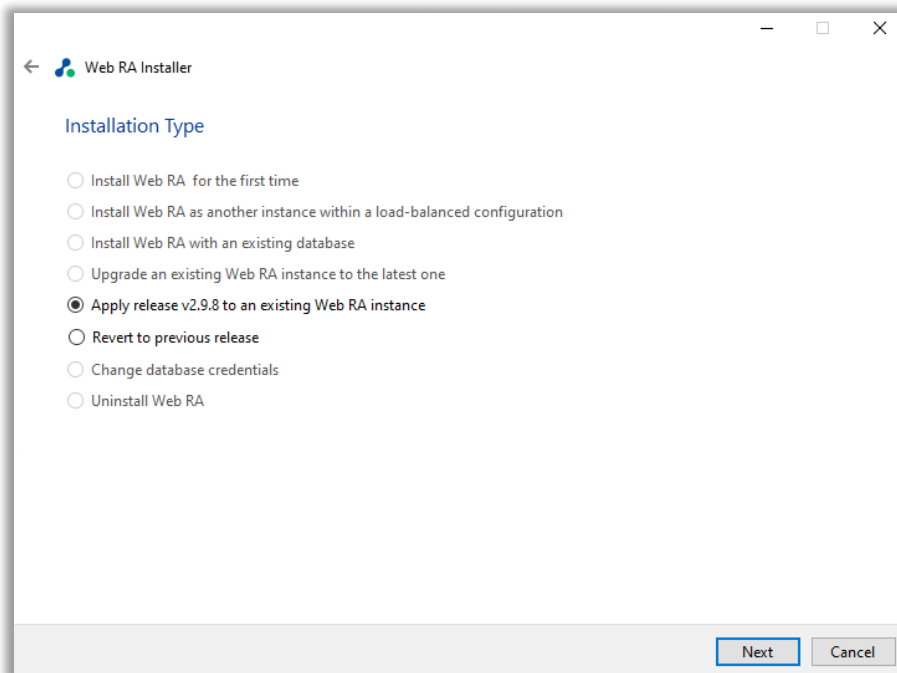 Web RA Installer
Installation Type
Install Web RA for the first time
Install Web RA as another instance within a load-balanced configuration
Install Web RA with an existing database
Upgrade an existing Web RA instance to the latest one
Apply release v2.9.8 to an existing Web RA instance
Revert to previous release
Change database credentials
Uninstall Web RA
Next Cancel